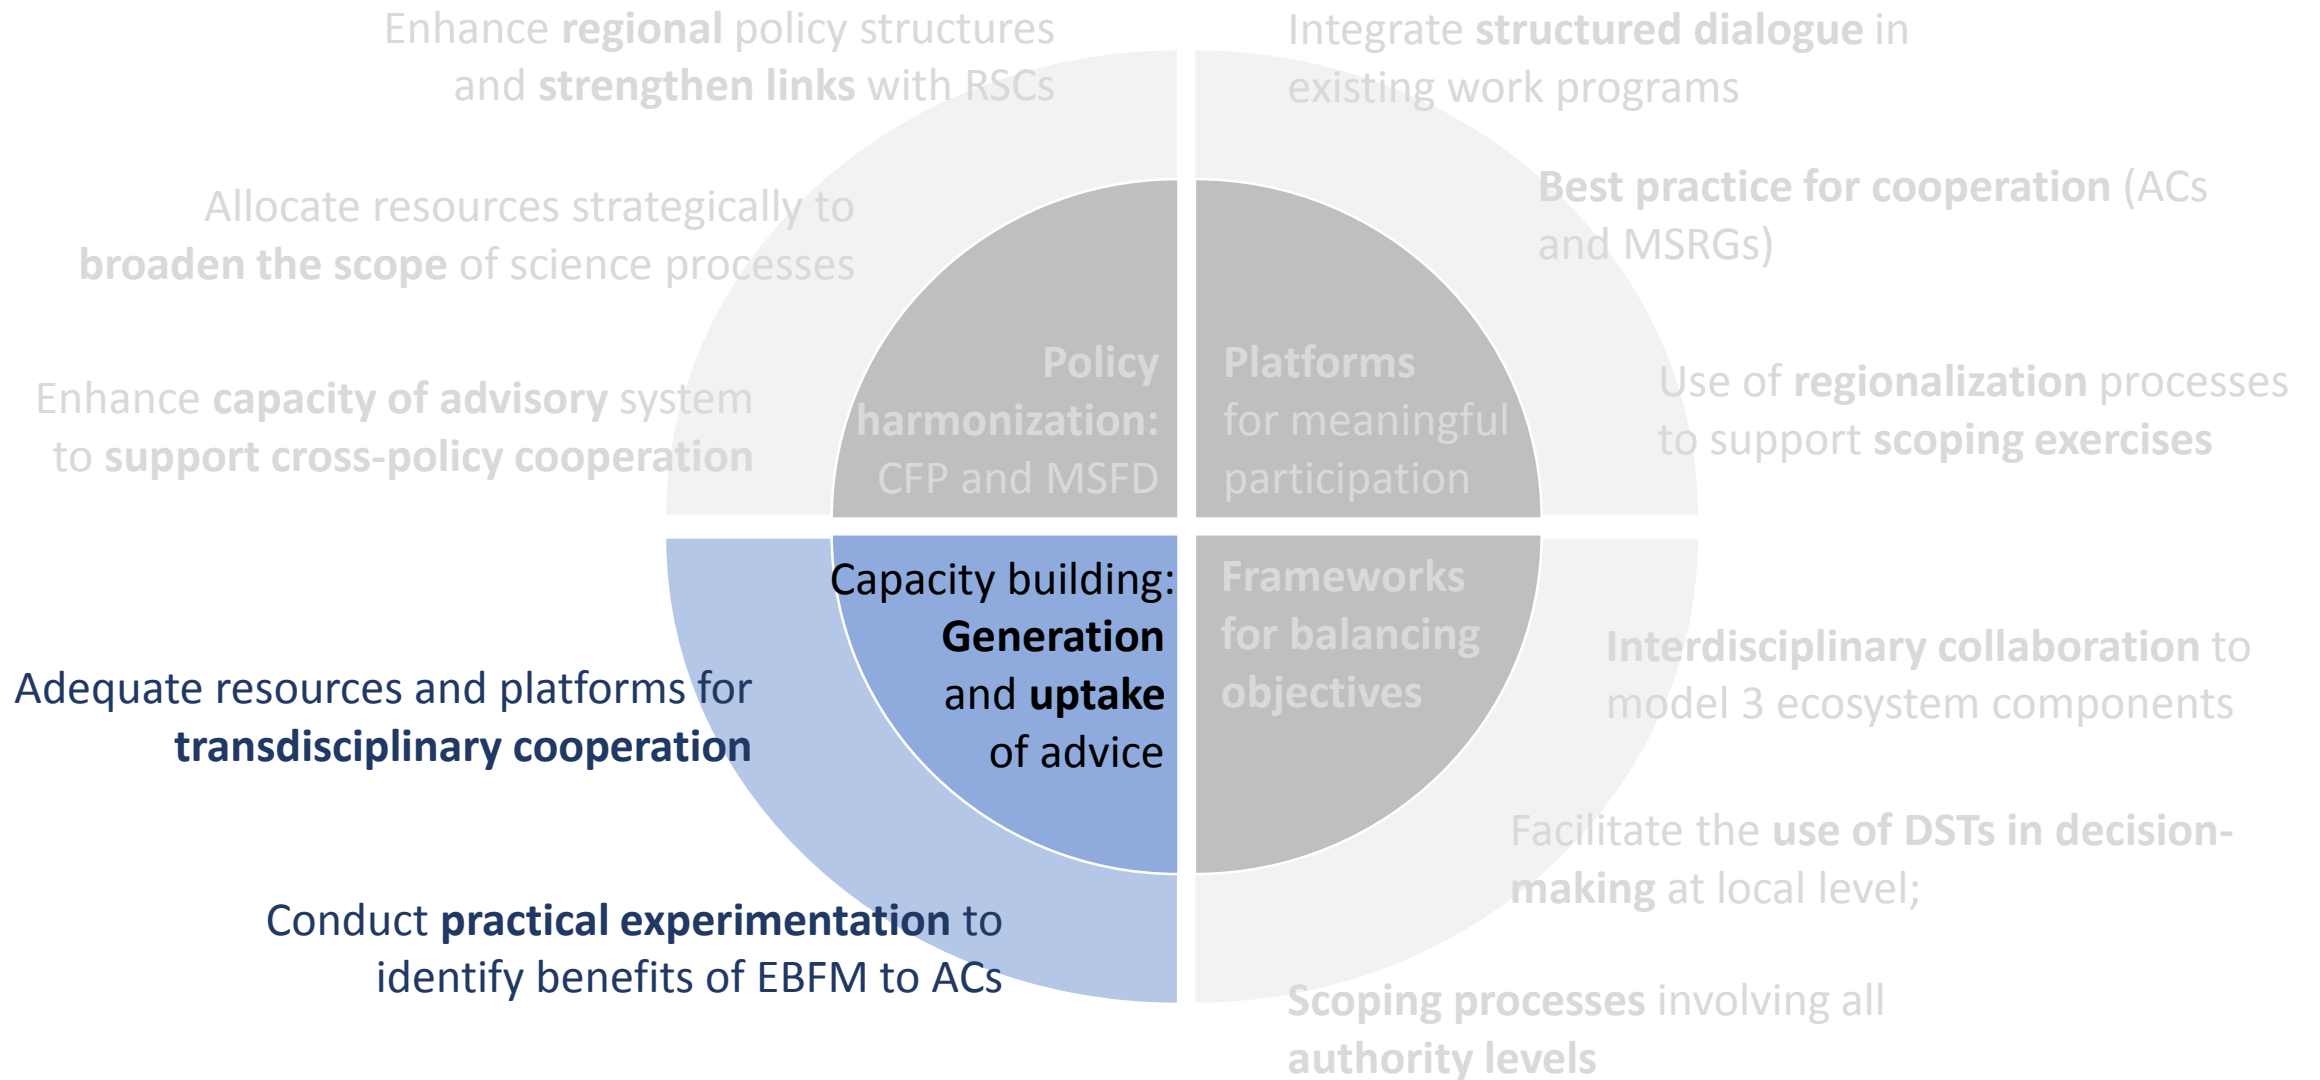 Enhance regional policy structures
and strengthen links with RSCs
Allocate resources strategically to
broaden the scope of science processes
Enhance capacity of advisory system
to support cross-policy cooperation
Policy
harmonization:
CFP and MSFD
Integrate structured dialogue in
existing work programs
Best practice for cooperation (ACs
and MSRGs)
Use of regionalization processes
to support scoping exercises
Platforms
for meaningful
participation
Capacity building:
Generation
and uptake
of advice
Adequate resources and platforms for
transdisciplinary cooperation
Conduct practical experimentation to
identify benefits of EBFM to ACs
Frameworks
for balancing
objectives
Interdisciplinary collaboration to
model 3 ecosystem components
Facilitate the use of DSTs in decision-
making at local level;
Scoping processes involving all
authority levels